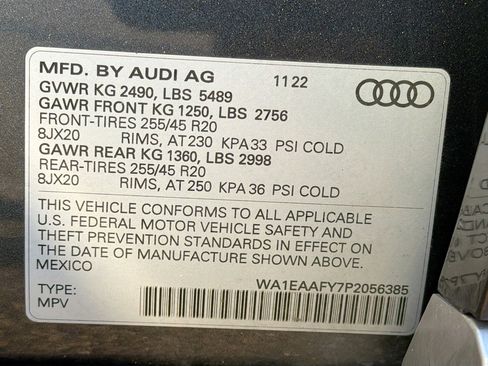 MFD. BY AUDI AG 11 22
GVWR KG 2490, LBS 5489
GAWR FRONT KG 1250, LBS 2756
FRONT-TIRES 255/45 R20
8JX20 RIMS, AT 230 KPA 33 PSI COLD
GAWR REAR KG 1360, LBS 2998
REAR-TIRES 255/45 R20
8JX20 RIMS, AT 250 KPA 36 PSI COLD
THIS VEHICLE CONFORMS TO ALL APPLICABLE
U.S. FEDERAL MOTOR VEHICLE SAFETY AND
THEFT PREVENTION STANDARDS IN EFFECT ON
THE DATE OF MANUFACTURE SHOWN ABOVE.
MEXICO
WA1EAAFY7P2056385
TYPE:
MPV